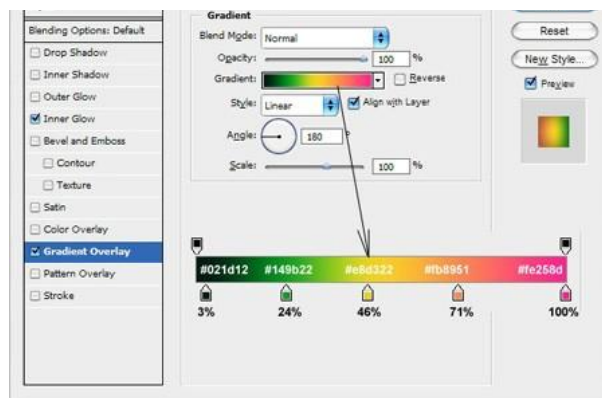 Gradient
Blending Options: Default
Drop Shadow
Inner Shadow
Outer Glow
Inner Glow
Bevel and Emboss
Contour
Texture
Satin
Color Overlay
Gradient Overlay
Pattern Overlay
Stroke
Blend Mode: Normal
Opacity: 100 %
Gradient: Reverse
Style: Linear Align with Layer
Angle: 180 °
Scale: 100 %
Reset
New Style...
Preview
#021d12 #149b22 #e8d322 #fb8951 #fe258d
3% 24% 46% 71% 100%